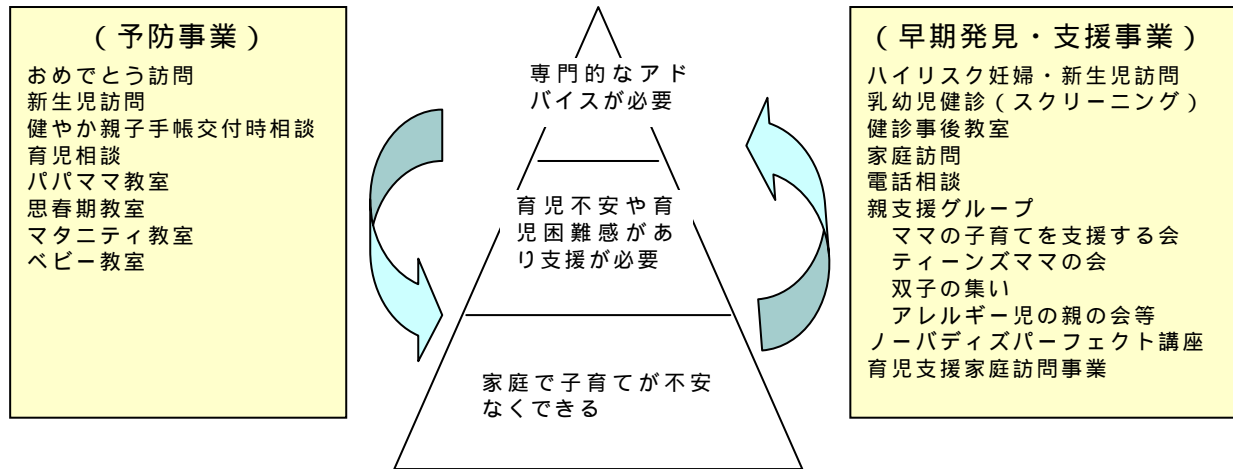 （予防事業）
おめでとう訪問
新生児訪問
健やか親子手帳交付時相談
育児相談
パパママ教室
思春期教室
マタニティ教室
ベビー教室
専門的なアド
バイスが必要
育児不安や育
児困難感があ
り支援が必要
家庭で子育てが不安
なくできる
（早期発見・支援事業）
ハイリスク妊婦・新生児訪問
乳幼児健診（スクリーニング）
健診事後教室
家庭訪問
電話相談
親支援グループ
ママの子育てを支援する会
ティーンズママの会
双子の集い
アレルギー児の親の会等
ノーバディズパーフェクト講座
育児支援家庭訪問事業